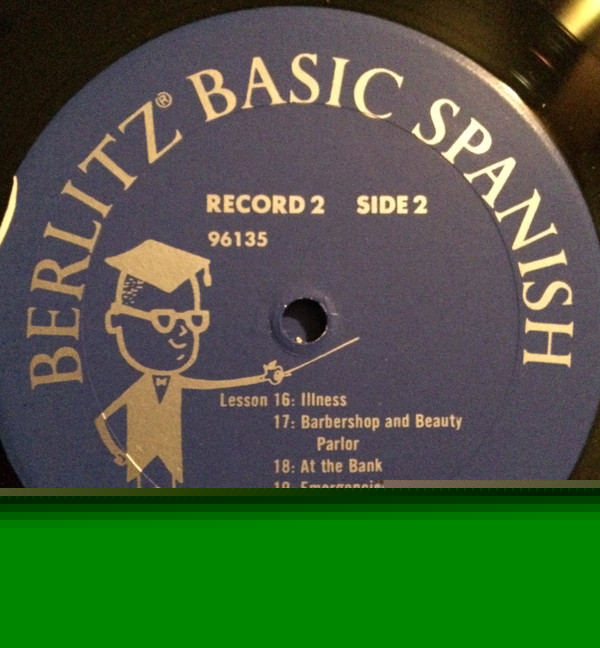 BERLITZ® BASIC SPANISH
RECORD 2 SIDE 2
96135
Lesson 16: Illness
17: Barbershop and Beauty
Parlor
18: At the Bank